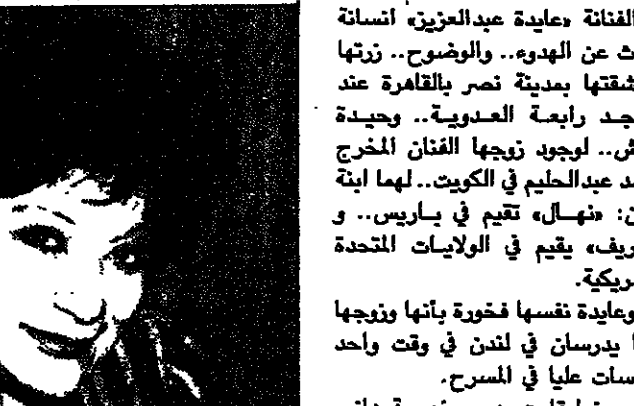 الفنانة «عايدة عبدالعزيز» انسانة
ث عن الهدوء.. والوضوح.. زرتها
شقتها بمدينة نصر بالقاهرة عند
جد رابعة العدوية.. وحيدة
ش.. لوجود زوجها الفنان المخرج
د عبدالحليم في الكويت.. لهما ابنة
ن: «نهال» تقيم في باريس.. و
ريف» يقيم في الولايات المتحدة
ريكية.
وعايدة نفسها فخورة بأنها وزوجها
ا يدرسان في لندن في وقت واحد
سات عليا في المسرح.